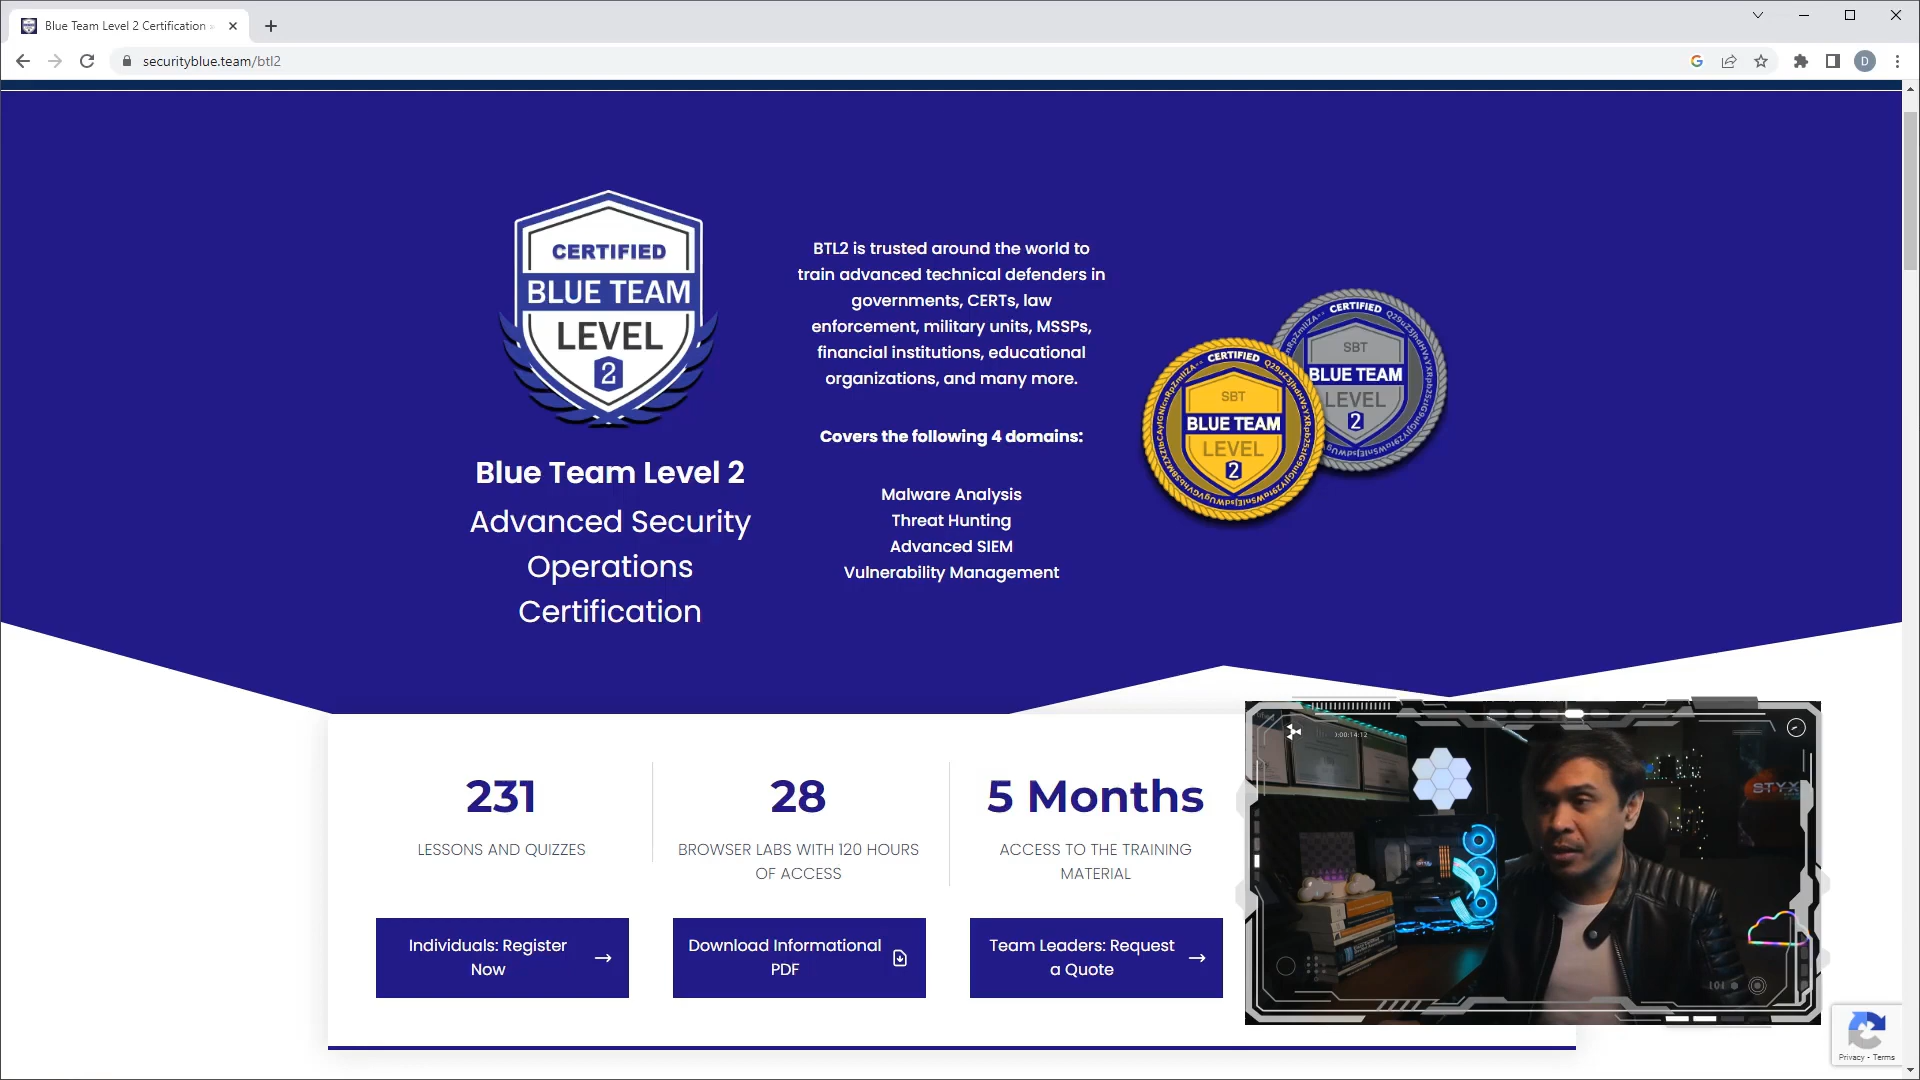 Blue Team Level 2 Certification
securityblue.team/btl2
D
CERTIFIED
BLUE TEAM
LEVEL
2
Blue Team Level 2
Advanced Security
Operations
Certification
BTL2 is trusted around the world to
train advanced technical defenders in
governments, CERTs, law
enforcement, military units, MSSPs,
financial institutions, educational
organizations, and many more.
Covers the following 4 domains:
Malware Analysis
Threat Hunting
Advanced SIEM
Vulnerability Management
CERTIFIED
SBT
BLUE TEAM
LEVEL
2
CERTIFIED
SBT
BLUE TEAM
LEVEL
2
231
LESSONS AND QUIZZES
28
BROWSER LABS WITH 120 HOURS
OF ACCESS
5 Months
ACCESS TO THE TRAINING
MATERIAL
Individuals: Register
Now
Download Informational
PDF
Team Leaders: Request
a Quote
STYX
101
Privacy - Terms